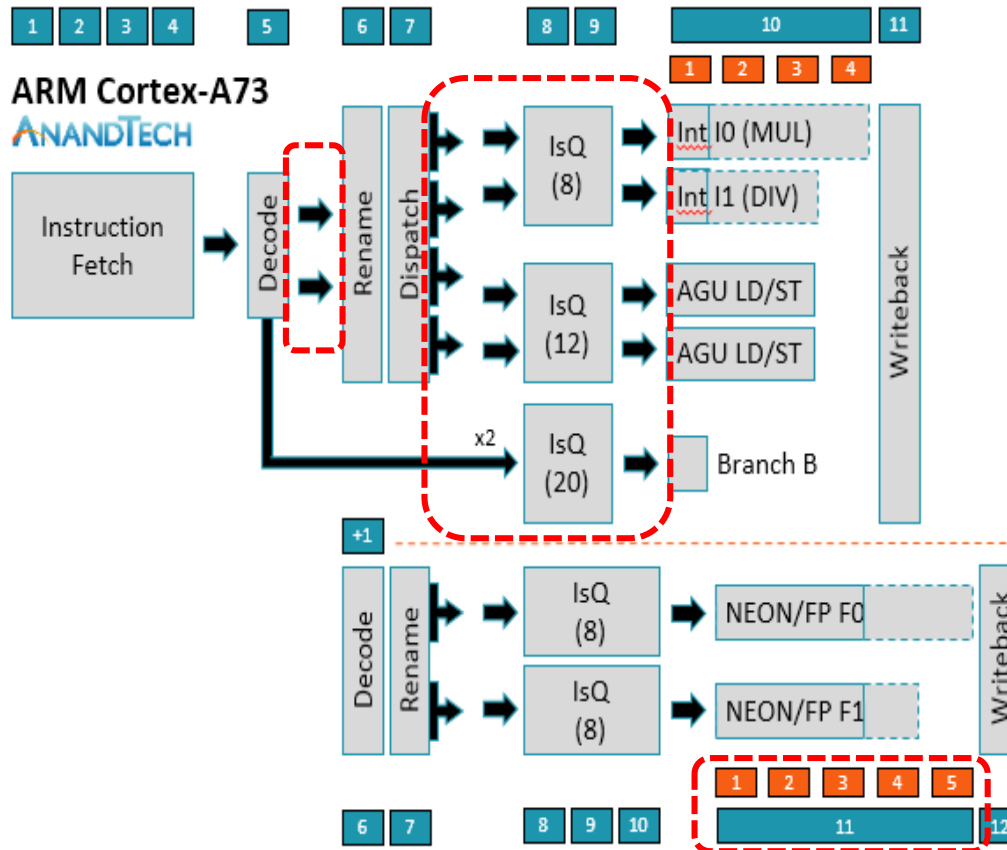 1 2 3 4 5 6 7 8 9 10 11
1 2 3 4
ARM Cortex-A73
ANANDTECH
Instruction
Fetch
Decode
Rename
Dispatch
IsQ
(8)
Int I0 (MUL)
Int I1 (DIV)
IsQ
(12)
AGU LD/ST
AGU LD/ST
x2
IsQ
(20)
Branch B
Writeback
+1
Decode
Rename
IsQ
(8)
NEON/FP F0
IsQ
(8)
NEON/FP F1
Writeback
1 2 3 4 5
6 7 8 9 10 11 12